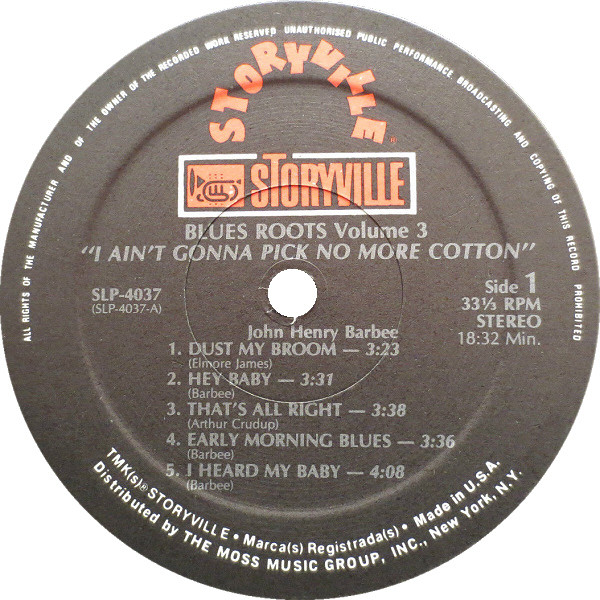 ALL RIGHTS OF THE MANUFACTURER AND OF THE OWNER OF THE RECORDED WORK RESERVED UNAUTHORISED PUBLIC PERFORMANCE, BROADCASTING AND COPYING OF THIS RECORD PROHIBITED
STORYVILLE®
STORYVILLE
BLUES ROOTS Volume 3
"I AIN'T GONNA PICK NO MORE COTTON"
SLP-4037
(SLP-4037-A)
Side 1
33⅓ RPM
STEREO
18:32 Min.
John Henry Barbee
1. DUST MY BROOM — 3:23
(Elmore James)
2. HEY BABY — 3:31
(Barbee)
3. THAT'S ALL RIGHT — 3:38
(Arthur Crudup)
4. EARLY MORNING BLUES — 3:36
(Barbee)
5. I HEARD MY BABY — 4:08
(Barbee)
TMK(s)® STORYVILLE • Marca(s) Registrada(s) • Made in U.S.A.
Distributed by THE MOSS MUSIC GROUP, INC., New York, N.Y.